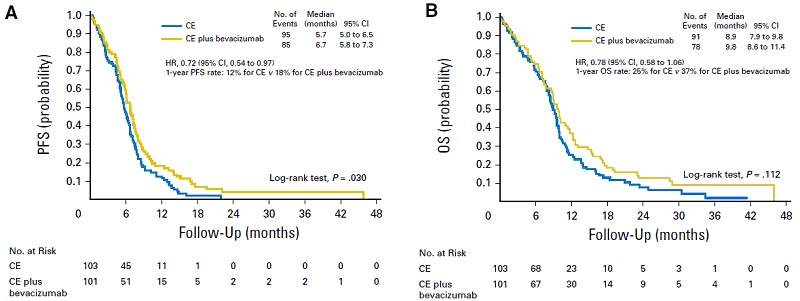 A
CE
CE plus bevacizumab
No. of Events
Median (months)
95% CI
95 5.7 5.0 to 6.5
85 6.7 5.8 to 7.3
HR, 0.72 (95% CI, 0.54 to 0.97)
1-year PFS rate: 12% for CE v 18% for CE plus bevacizumab
PFS (probability)
1.0
0.9
0.8
0.7
0.6
0.5
0.4
0.3
0.2
0.1
Log-rank test, P = .030
0 6 12 18 24 30 36 42 48
Follow-Up (months)
No. at Risk
CE 103 45 11 1 0 0 0 0 0
CE plus 101 51 15 5 2 2 2 1 0
bevacizumab
B
CE
CE plus bevacizumab
No. of Events
Median (months)
95% CI
91 8.9 7.9 to 9.8
78 9.8 8.6 to 11.4
HR, 0.78 (95% CI, 0.58 to 1.06)
1-year OS rate: 25% for CE v 37% for CE plus bevacizumab
OS (probability)
1.0
0.9
0.8
0.7
0.6
0.5
0.4
0.3
0.2
0.1
Log-rank test, P = .112
0 6 12 18 24 30 36 42 48
Follow-Up (months)
No. at Risk
CE 103 68 23 10 5 3 1 0 0
CE plus 101 67 30 14 9 5 4 1 0
bevacizumab